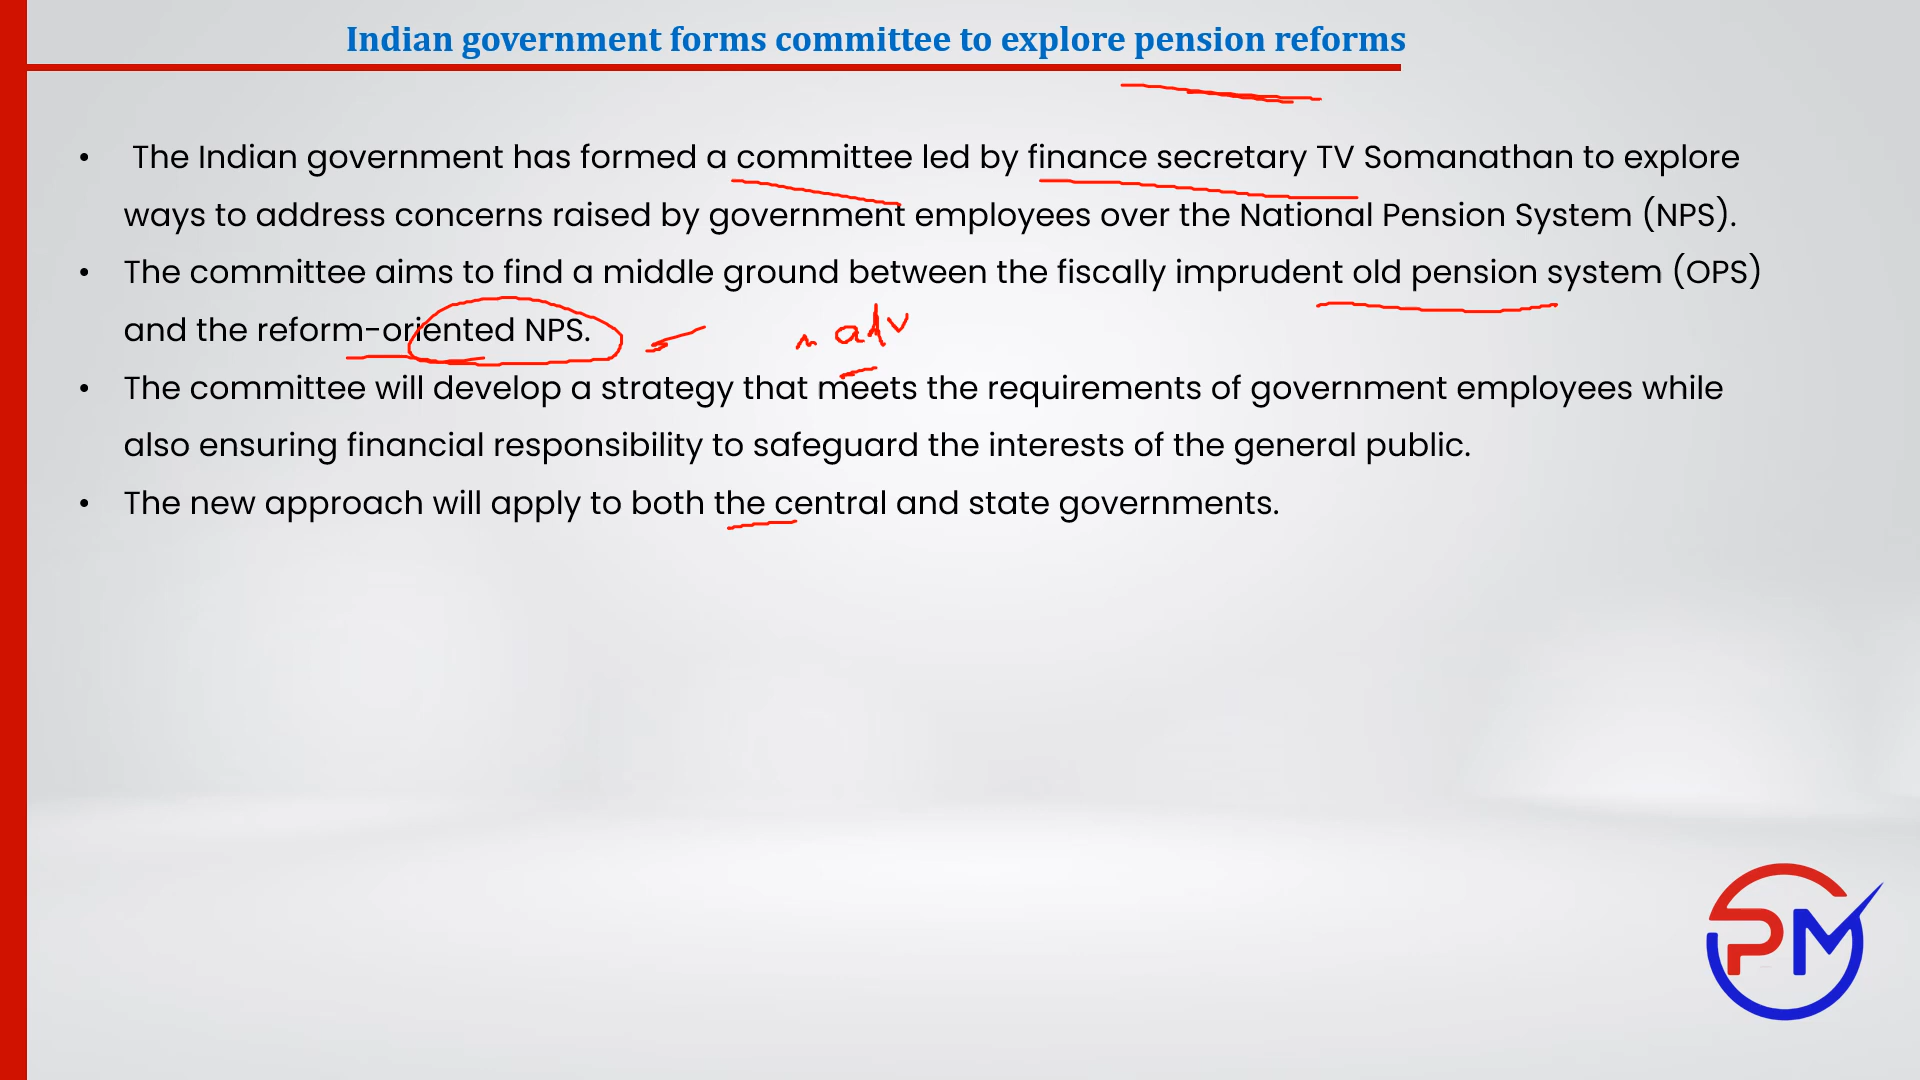 Indian government forms committee to explore pension reforms
• The Indian government has formed a committee led by finance secretary TV Somanathan to explore
ways to address concerns raised by government employees over the National Pension System (NPS).
• The committee aims to find a middle ground between the fiscally imprudent old pension system (OPS)
and the reform-oriented NPS.
adv
• The committee will develop a strategy that meets the requirements of government employees while
also ensuring financial responsibility to safeguard the interests of the general public.
• The new approach will apply to both the central and state governments.
PM